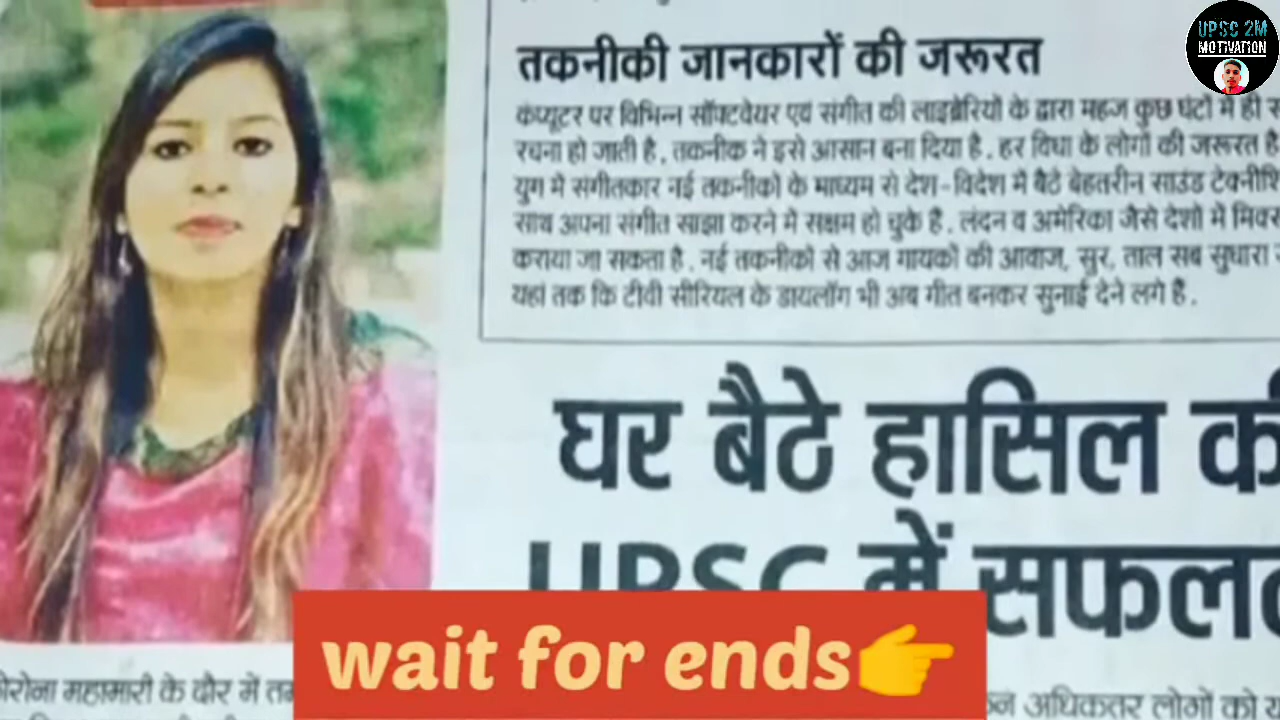 UPSC 2M
MOTIVATION
तकनीकी जानकारों की जरूरत
कंप्यूटर पर विभिन्न सॉफ्टवेयर एवं संगीत की लाइब्रेरियों के द्वारा महज कुछ घंटों में ही
रचना हो जाती है. तकनीक ने इसे आसान बना दिया है. हर विधा के लोगों की जरूरत है
युग में संगीतकार नई तकनीकों के माध्यम से देश-विदेश में बैठे बेहतरीन साउंड
साथ अपना संगीत साझा करने में सक्षम हो चुके हैं. लंदन व अमेरिका जैसे देशों में
कराया जा सकता है. नई तकनीकों से आज गायकों की आवाज, सुर, ताल सब सुधारा
यहां तक कि टीवी सीरियल के डायलॉग भी अब गीत बनकर सुनाई देने लगे हैं.
घर बैठे हासिल की
UPSC में
wait for ends👉
महामारी के दौर में
अधिकतर लोगों को